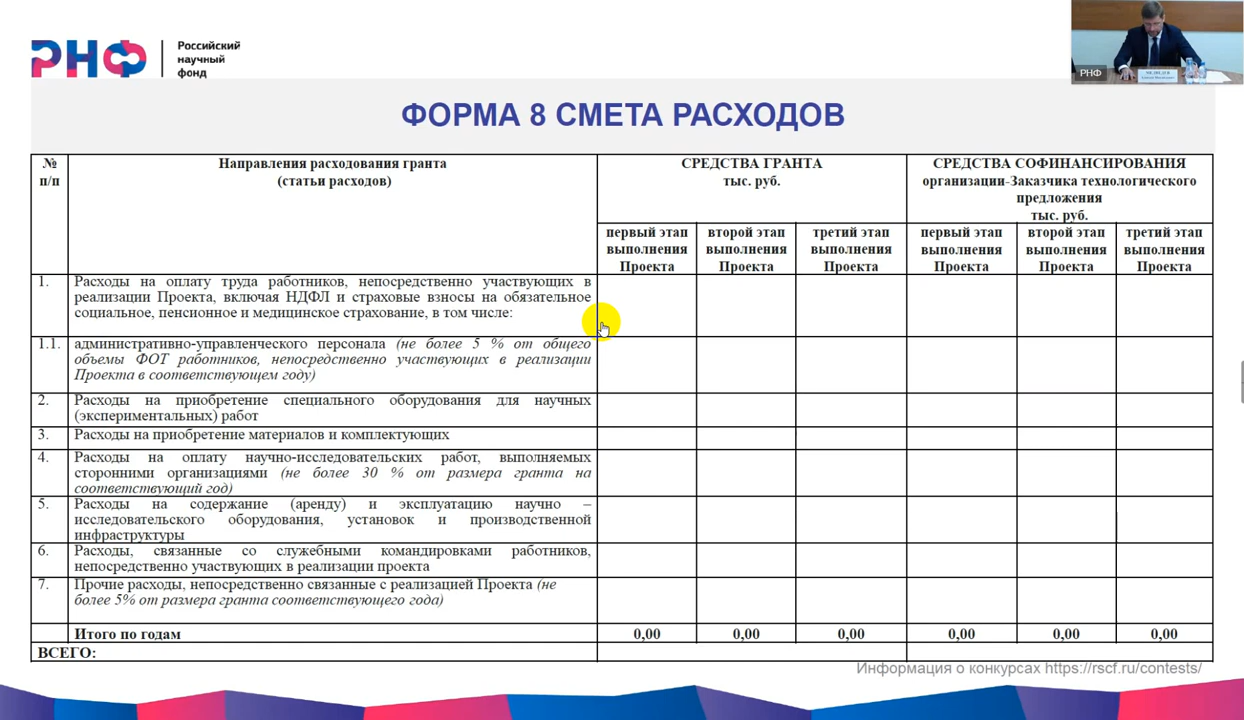 РНФ
Российский
научный
фонд
РНФ
ФОРМА 8 СМЕТА РАСХОДОВ
№
п/п
Направления расходования гранта
(статьи расходов)
СРЕДСТВА ГРАНТА
тыс. руб.
СРЕДСТВА СОФИНАНСИРОВАНИЯ
организации-Заказчика технологического
предложения
тыс. руб.
первый этап
выполнения
Проекта
второй этап
выполнения
Проекта
третий этап
выполнения
Проекта
первый этап
выполнения
Проекта
второй этап
выполнения
Проекта
третий этап
выполнения
Проекта
1.
Расходы на оплату труда работников, непосредственно участвующих в
реализации Проекта, включая НДФЛ и страховые взносы на обязательное
социальное, пенсионное и медицинское страхование, в том числе:
1.1.
административно-управленческого персонала (не более 5 % от общего
объемы ФОТ работников, непосредственно участвующих в реализации
Проекта в соответствующем году)
2.
Расходы на приобретение специального оборудования для научных
(экспериментальных) работ
3.
Расходы на приобретение материалов и комплектующих
4.
Расходы на оплату научно-исследовательских работ, выполняемых
сторонними организациями (не более 30 % от размера гранта на
соответствующий год)
5.
Расходы на содержание (аренду) и эксплуатацию научно –
исследовательского оборудования, установок и производственной
инфраструктуры
6.
Расходы, связанные со служебными командировками работников,
непосредственно участвующих в реализации проекта
7.
Прочие расходы, непосредственно связанные с реализацией Проекта (не
более 5% от размера гранта соответствующего года)
Итого по годам
0,00
0,00
0,00
0,00
0,00
0,00
ВСЕГО:
Информация о конкурсах https://rscf.ru/contests/